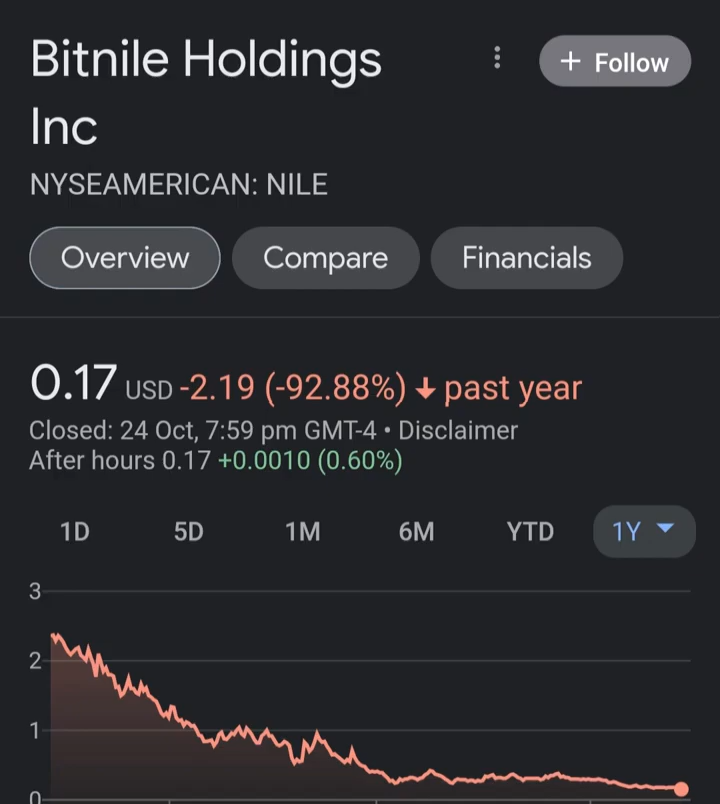 Bitnile Holdings
Inc
+ Follow
NYSEAMERICAN: NILE
Overview
Compare
Financials
0.17 USD -2.19 (-92.88%) ↓ past year
Closed: 24 Oct, 7:59 pm GMT-4 • Disclaimer
After hours 0.17 +0.0010 (0.60%)
1D 5D 1M 6M YTD 1Y
3
2
1
0